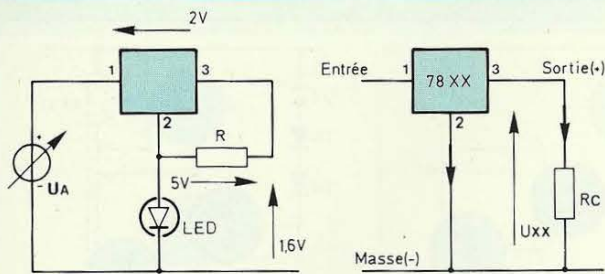 2V
1
3
2
R
5V
LED
1,6V
+
- UA
Entrée
1
78 XX
3
Sortie(+)
2
Uxx
RC
Masse(-)